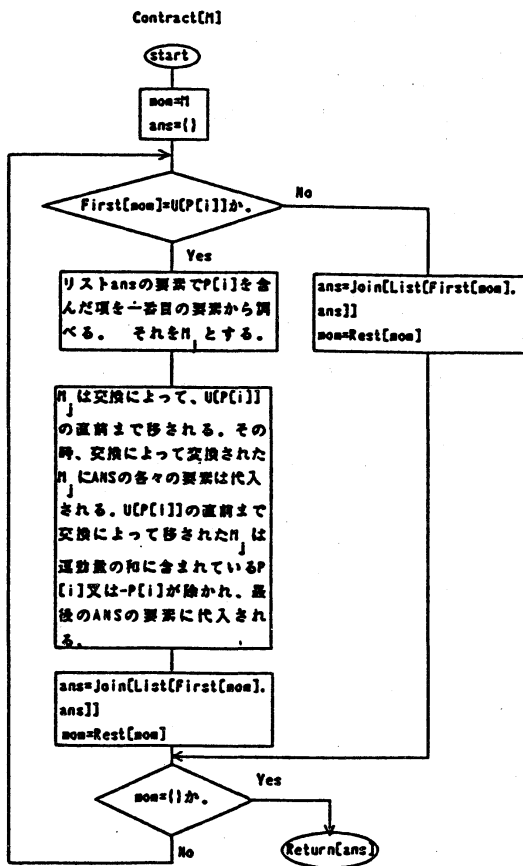 Contract[M]
start
mom=M
ans={}
First[mom]=U[P[i]]か。
No
Yes
リストansの要素でP[i]を含
んだ項を一番目の要素から調
べる。 それをM_jとする。
ans=Join[List[First[mom].
ans]]
mom=Rest[mom]
M_jは交換によって、U[P[i]]
の直前まで移される。その
時、交換によって変換された
M_jにANSの各々の要素は代入
される。U[P[i]]の直前まで
交換によって移されたM_jは
運動量の和に含まれているP
[i]又は-P[i]が除かれ、最
後のANSの要素に代入され
る。
ans=Join[List[First[mom].
ans]]
mom=Rest[mom]
mom={}か。
Yes
No
Return[ans]